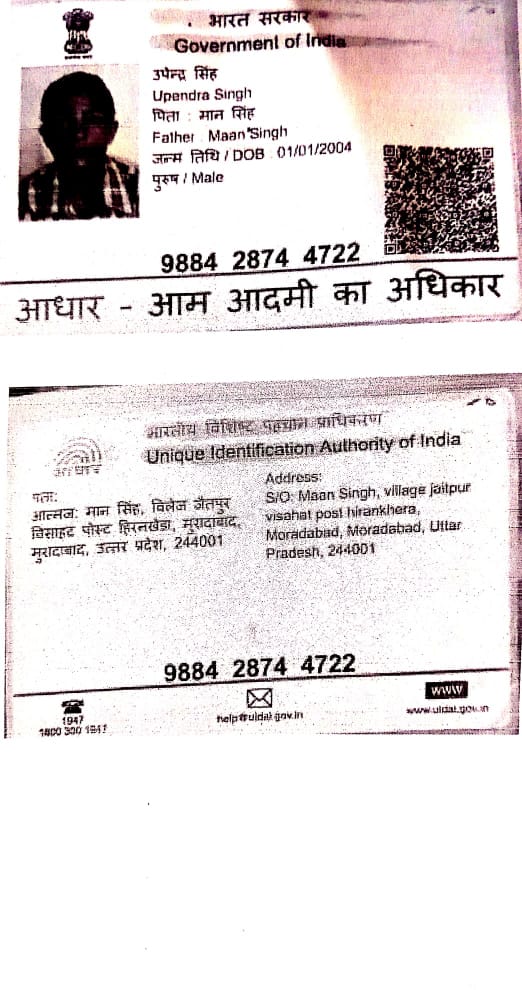 भारत सरकार
Government of India
उपेन्द्र सिंह
Upendra Singh
पिता : मान सिंह
Father : Maan Singh
जन्म तिथि / DOB : 01/01/2004
पुरुष / Male
9884 2874 4722
आधार - आम आदमी का अधिकार
भारतीय विशिष्ट पहचान प्राधिकरण
Unique Identification Authority of India
आधार
पता:
आत्मज: मान सिंह, विलेज जैतपुर
विसाहट पोस्ट हिरनखेडा, मुरादाबाद,
मुरादाबाद, उत्तर प्रदेश, 244001
Address:
S/O: Maan Singh, village jaitpur
visahat post hirankhera,
Moradabad, Moradabad, Uttar
Pradesh, 244001
9884 2874 4722
1947
1800 300 1947
help@uidai.gov.in
www
www.uidai.gov.in